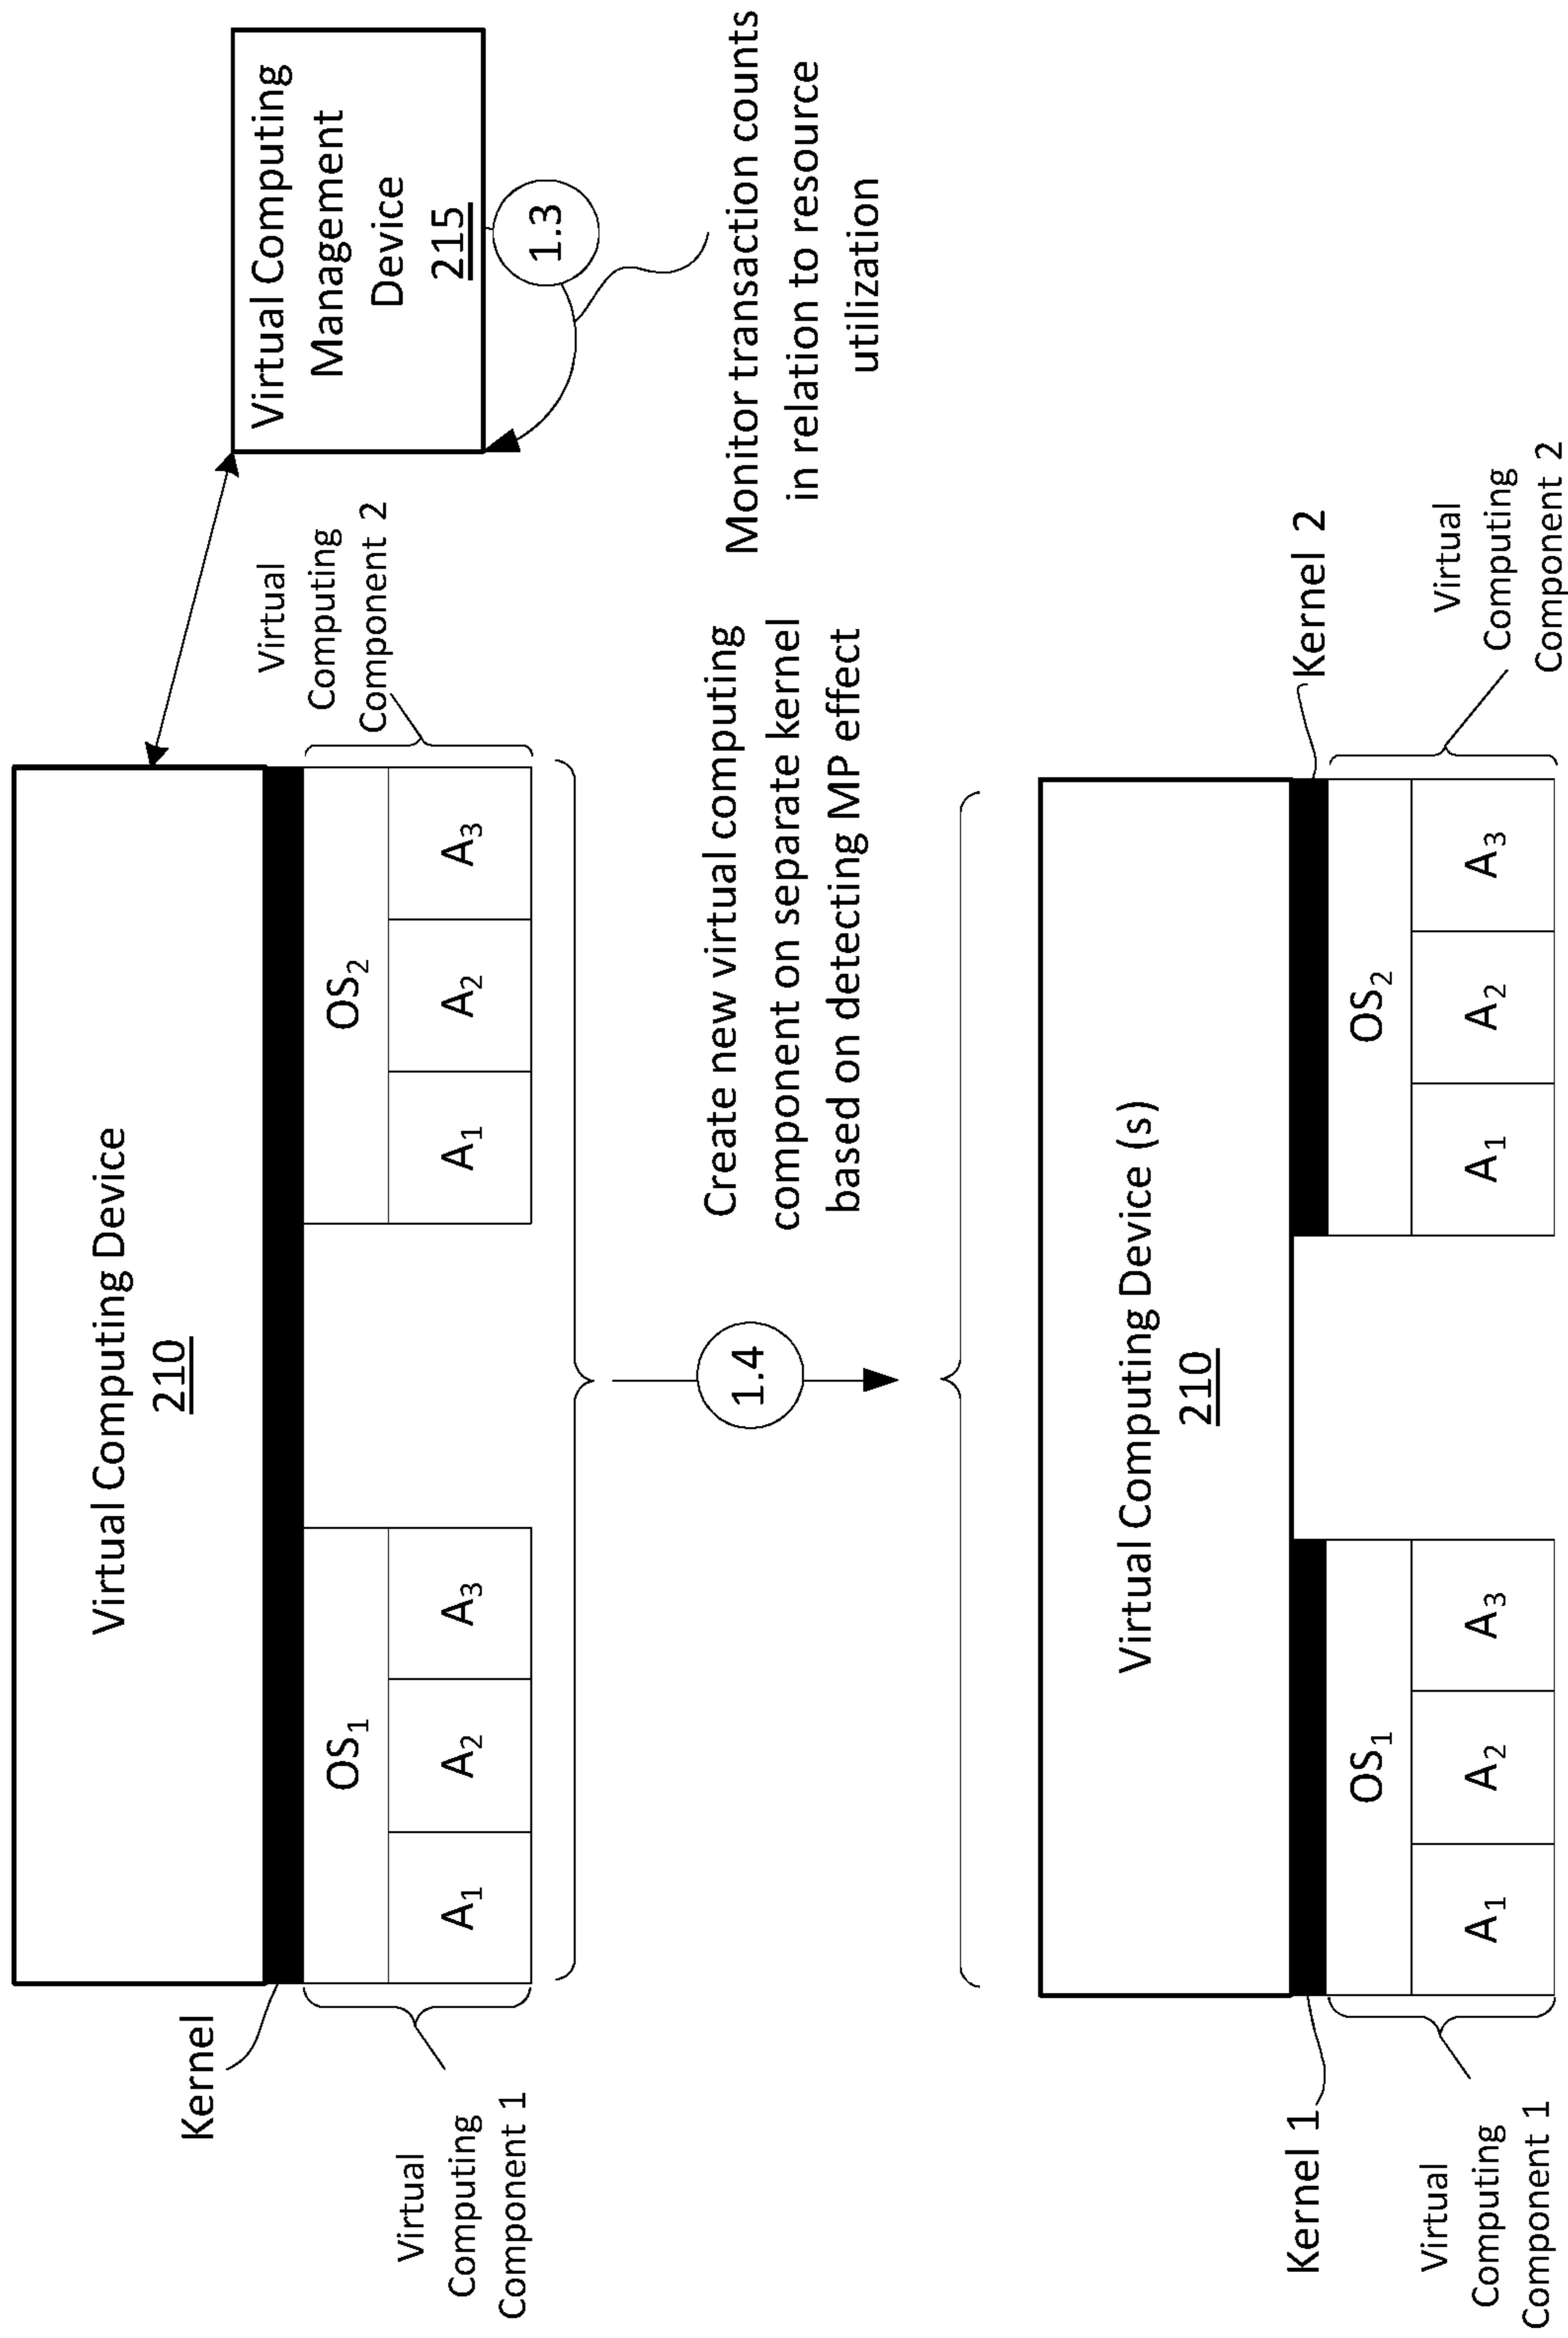 Virtual Computing Device
210
Virtual Computing
Management
Device
215
1.3
Monitor transaction counts
in relation to resource
utilization
Kernel
Virtual
Computing
Component 1
OS1
A1
A2
A3
OS2
A1
A2
A3
Virtual
Computing
Component 2
1.4
Create new virtual computing
component on separate kernel
based on detecting MP effect
Virtual Computing Device (s)
210
Kernel 1
Kernel 2
Virtual
Computing
Component 1
OS1
A1
A2
A3
OS2
A1
A2
A3
Virtual
Computing
Component 2